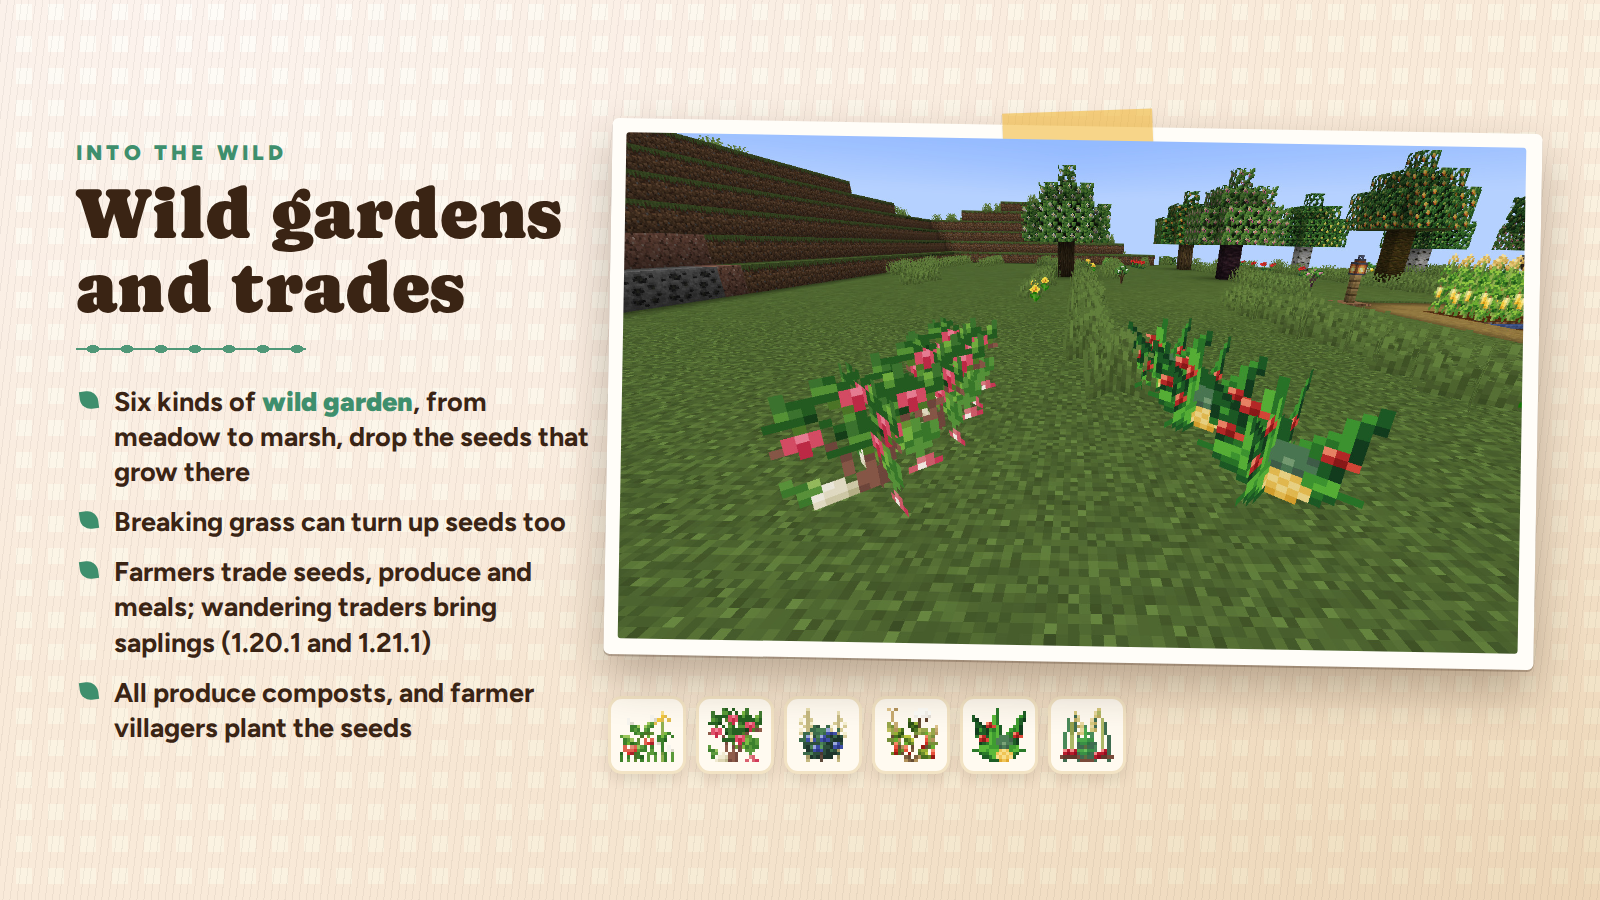 INTO THE WILD
Wild gardens
and trades
Six kinds of wild garden, from
meadow to marsh, drop the seeds that
grow there
Breaking grass can turn up seeds too
Farmers trade seeds, produce and
meals; wandering traders bring
saplings (1.20.1 and 1.21.1)
All produce composts, and farmer
villagers plant the seeds